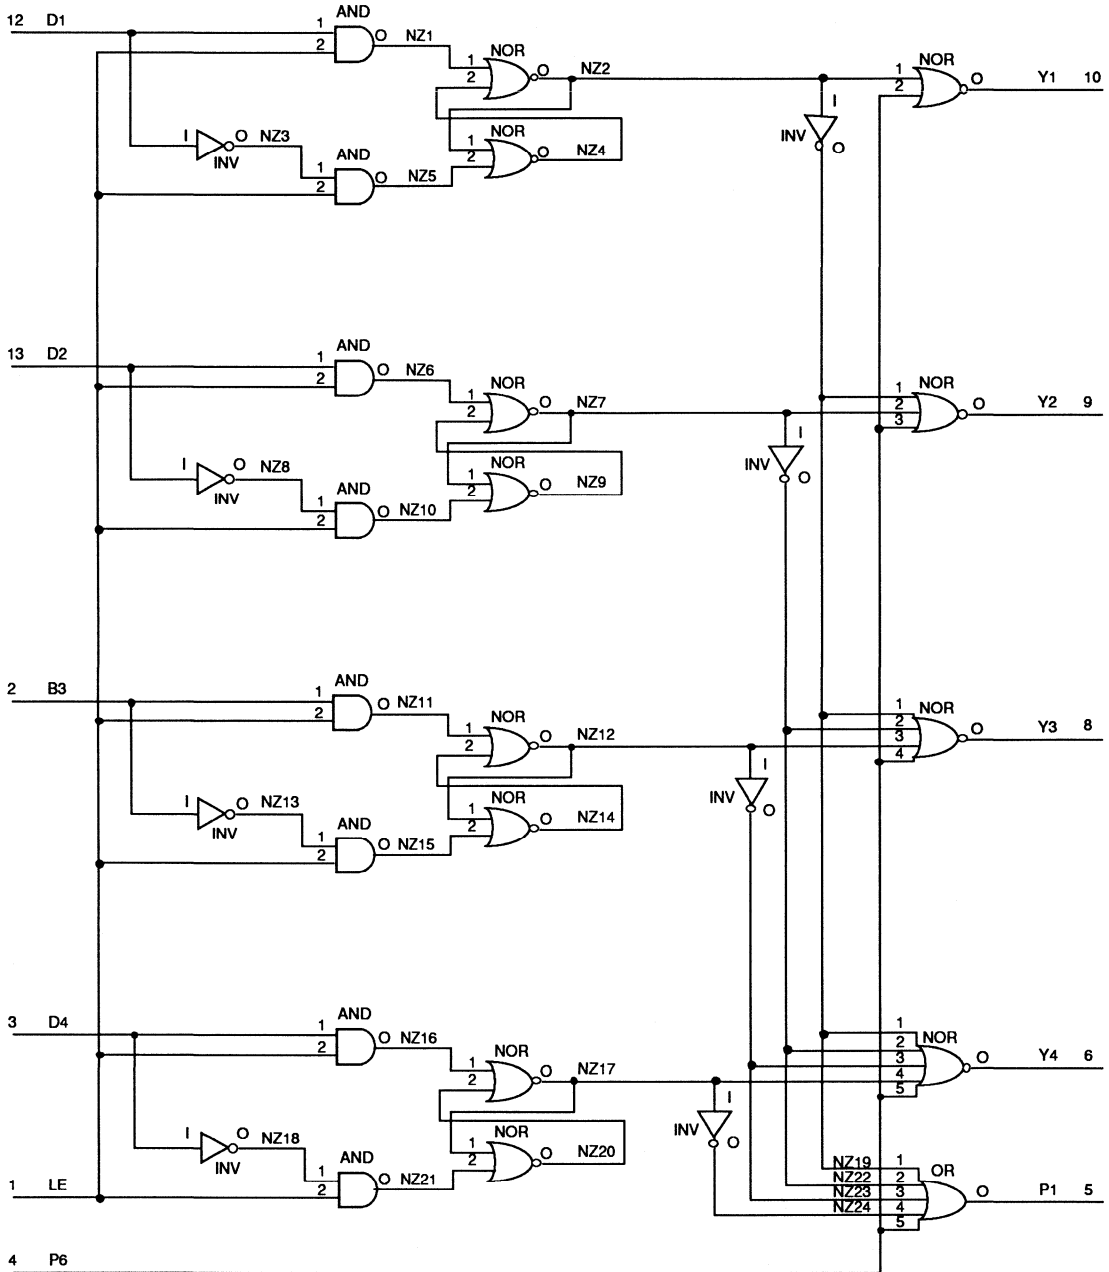 AND
12 D1 1 O NZ1
2 NOR
1 O NZ2
2
NOR
1 O Y1 10
2
I
INV
O
I O NZ3
INV
AND
1 O NZ5
2
NOR
1 O NZ4
2
AND
13 D2 1 O NZ6
2 NOR
1 O NZ7
2
1 NOR
2 O Y2 9
3
I
INV
O
I O NZ8
INV
AND
1 O NZ10
2
NOR
1 O NZ9
2
AND
2 B3 1 O NZ11
2 NOR
1 O NZ12
2
1 NOR
2 O Y3 8
3
4
I
INV
O
I O NZ13
INV
AND
1 O NZ15
2
NOR
1 O NZ14
2
AND
3 D4 1 O NZ16
2 NOR
1 O NZ17
2
1
2 NOR
3 O Y4 6
4
5
I
INV
O
I O NZ18
INV
AND
1 O NZ21
2
NOR
1 O NZ20
2
1 LE
NZ19 1 OR
NZ22 2
NZ23 3 O P1 5
NZ24 4
5
4 P6